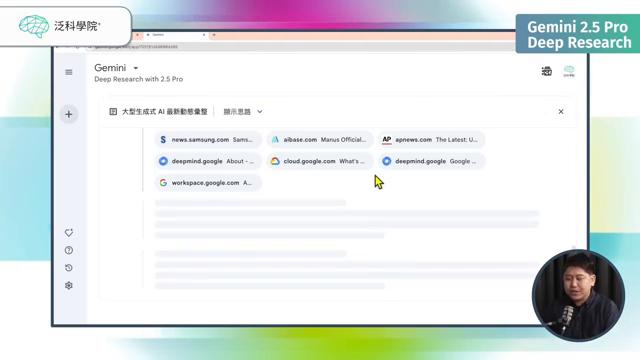 泛科學院
Gemini 2.5 Pro
Deep Research
Gemini
Deep Research with 2.5 Pro
大型生成式 AI 最新動態彙整
顯示思路
news.samsung.com Sams...
aibase.com Manus Official...
apnews.com The Latest: U...
deepmind.google About - ...
cloud.google.com What's ...
deepmind.google Google ...
workspace.google.com A...